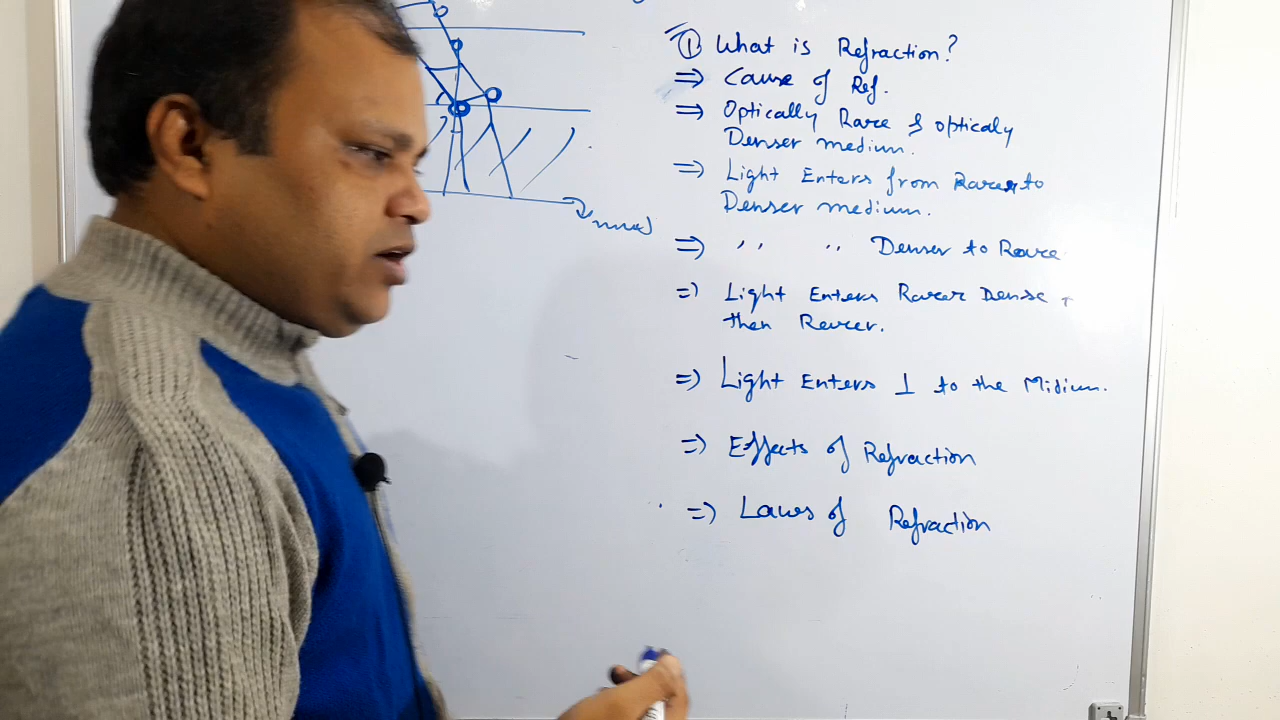 ① What is Refraction?
⇒ Cause of Ref.
⇒ Optically Rare & opticaly
Denser medium.
⇒ Light Enters from Rarer to
Denser medium.
⇒ ,, ,, Denser to Rarer
⇒ Light Enters Rarer Dense +
then Rarer.
⇒ Light Enters ⊥ to the Midium.
⇒ Effects of Refraction
⇒ Laws of Refraction